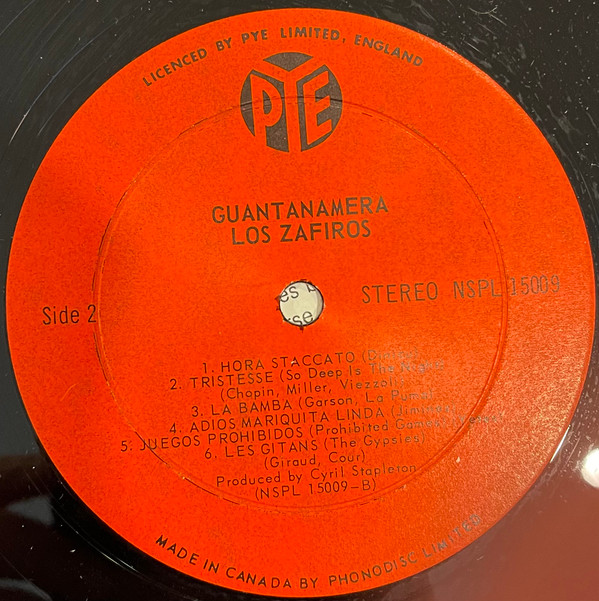 LICENCED BY PYE LIMITED, ENGLAND
PYE
GUANTANAMERA
LOS ZAFIROS
Side 2
STEREO NSPL 15009
1. HORA STACCATO
2. TRISTESSE (So Deep Is The Night)
(Chopin, Miller, Viezzoli)
3. LA BAMBA (Garson, La Puma)
4. ADIOS MARIQUITA LINDA (Jiminez)
5. JUEGOS PROHIBIDOS (Prohibited Games)
6. LES GITANS (The Gypsies)
(Giraud, Cour)
Produced by Cyril Stapleton
(NSPL 15009-B)
MADE IN CANADA BY PHONODISC LIMITED